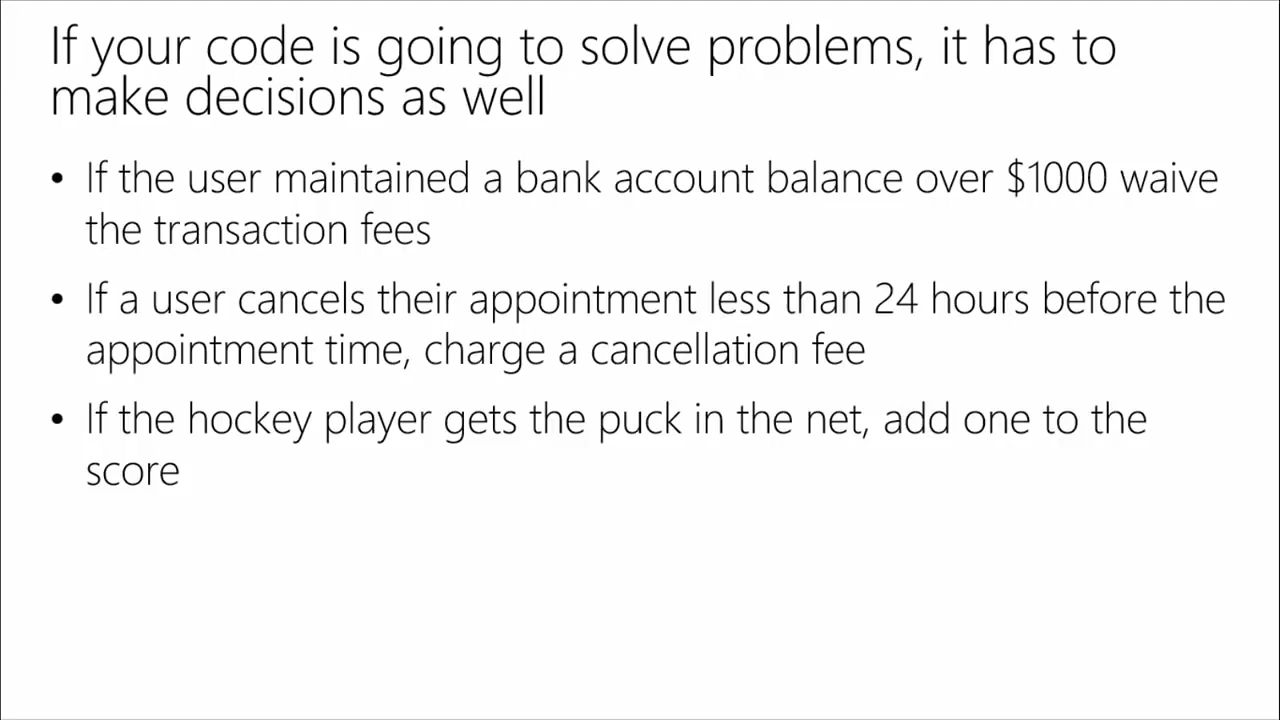 If your code is going to solve problems, it has to
make decisions as well
• If the user maintained a bank account balance over $1000 waive
the transaction fees
• If a user cancels their appointment less than 24 hours before the
appointment time, charge a cancellation fee
• If the hockey player gets the puck in the net, add one to the
score